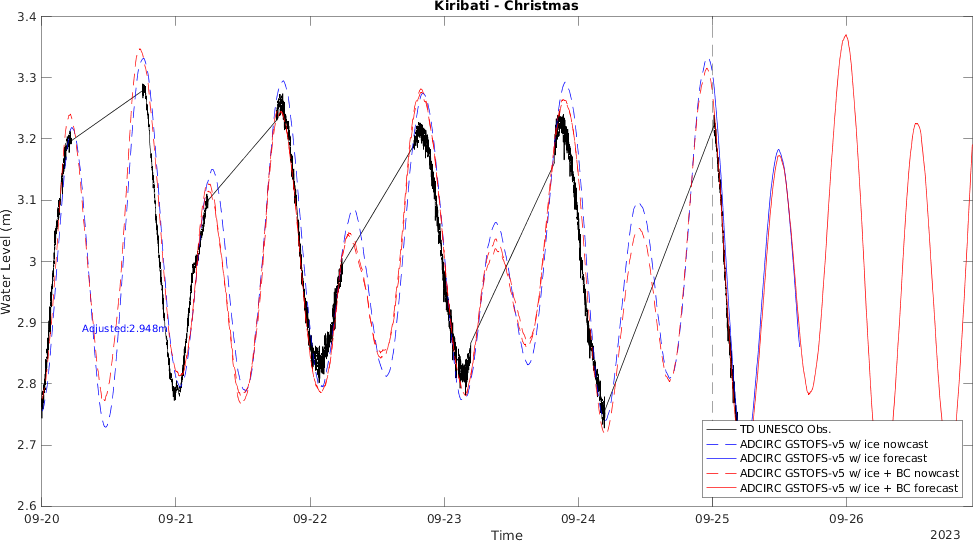 Kiribati - Christmas
3.4
3.3
3.2
3.1
3
2.9
2.8
2.7
2.6
Water Level (m)
Adjusted:2.948m
TD UNESCO Obs.
ADCIRC GSTOFS-v5 w/ ice nowcast
ADCIRC GSTOFS-v5 w/ ice forecast
ADCIRC GSTOFS-v5 w/ ice + BC nowcast
ADCIRC GSTOFS-v5 w/ ice + BC forecast
09-20 09-21 09-22 09-23 09-24 09-25 09-26
Time
2023